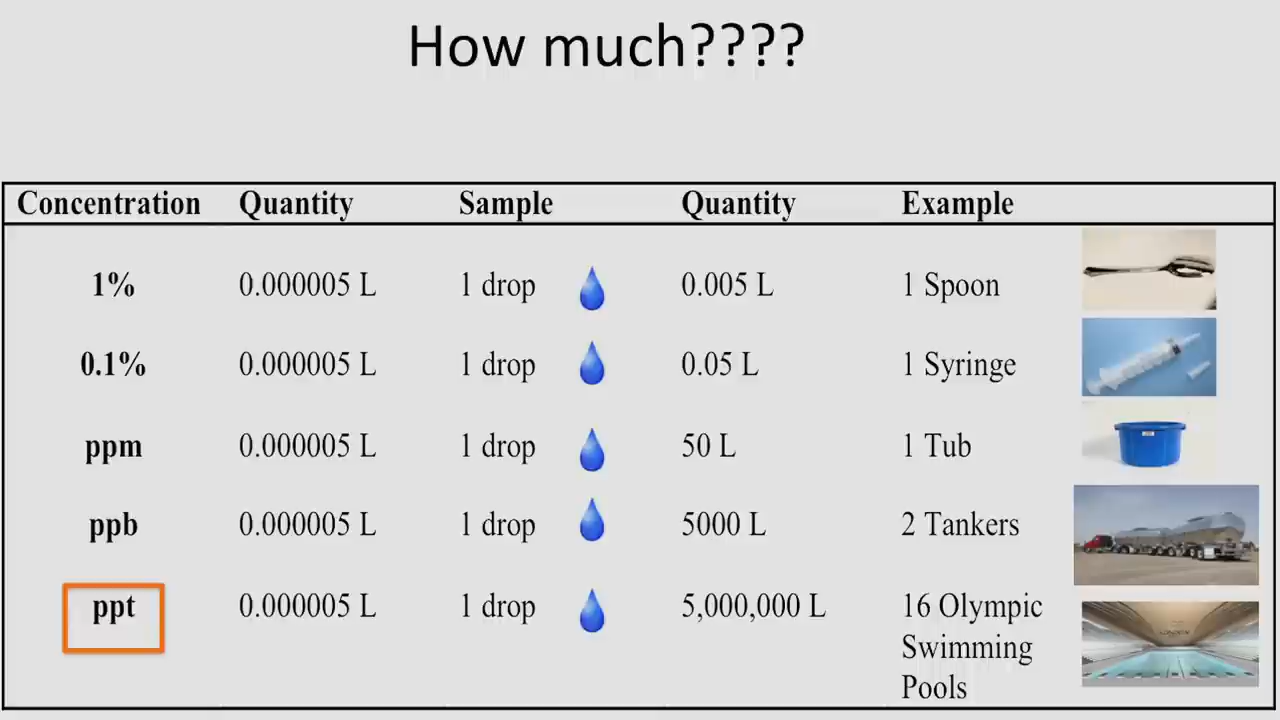 How much????
Concentration Quantity Sample Quantity Example
1% 0.000005 L 1 drop 0.005 L 1 Spoon
0.1% 0.000005 L 1 drop 0.05 L 1 Syringe
ppm 0.000005 L 1 drop 50 L 1 Tub
ppb 0.000005 L 1 drop 5000 L 2 Tankers
ppt 0.000005 L 1 drop 5,000,000 L 16 Olympic
Swimming
Pools